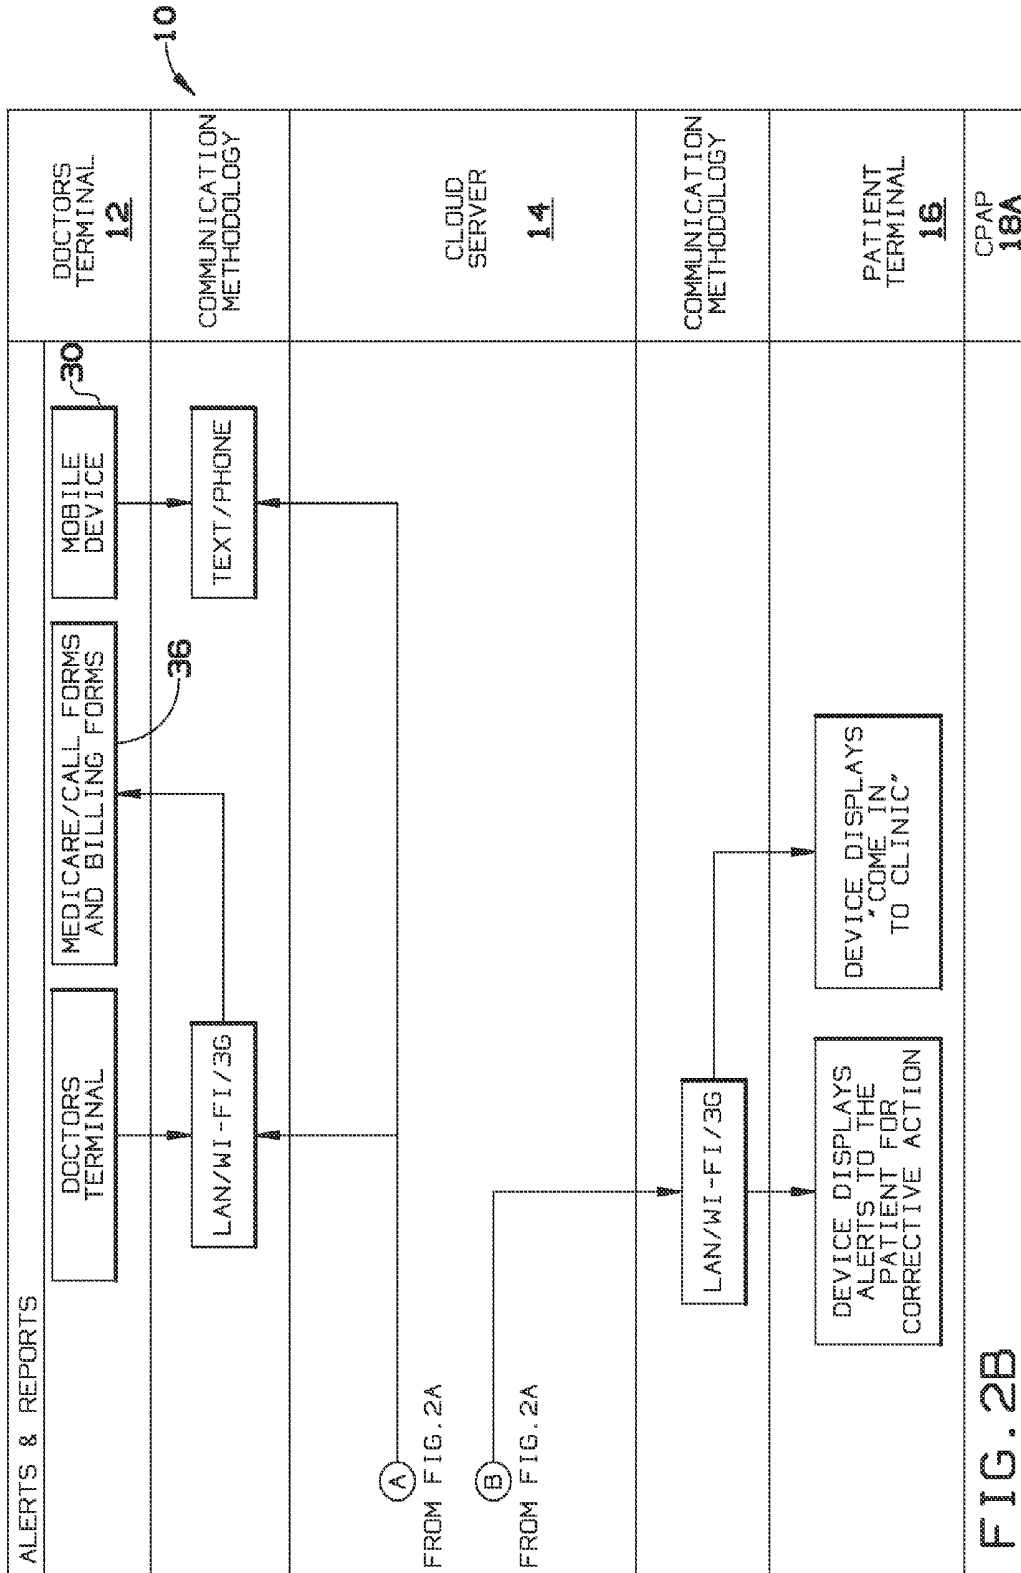 ALERTS & REPORTS
DOCTORS
TERMINAL
MEDICARE/CALL FORMS
AND BILLING FORMS
36
MOBILE
DEVICE
30
DOCTORS
TERMINAL
12
10
LAN/WI-FI/3G
TEXT/PHONE
COMMUNICATION
METHODOLOGY
A
FROM FIG. 2A
B
FROM FIG. 2A
CLOUD
SERVER
14
LAN/WI-FI/3G
COMMUNICATION
METHODOLOGY
DEVICE DISPLAYS
ALERTS TO THE
PATIENT FOR
CORRECTIVE ACTION
DEVICE DISPLAYS
"COME IN
TO CLINIC"
PATIENT
TERMINAL
16
CPAP
18A
FIG. 2B